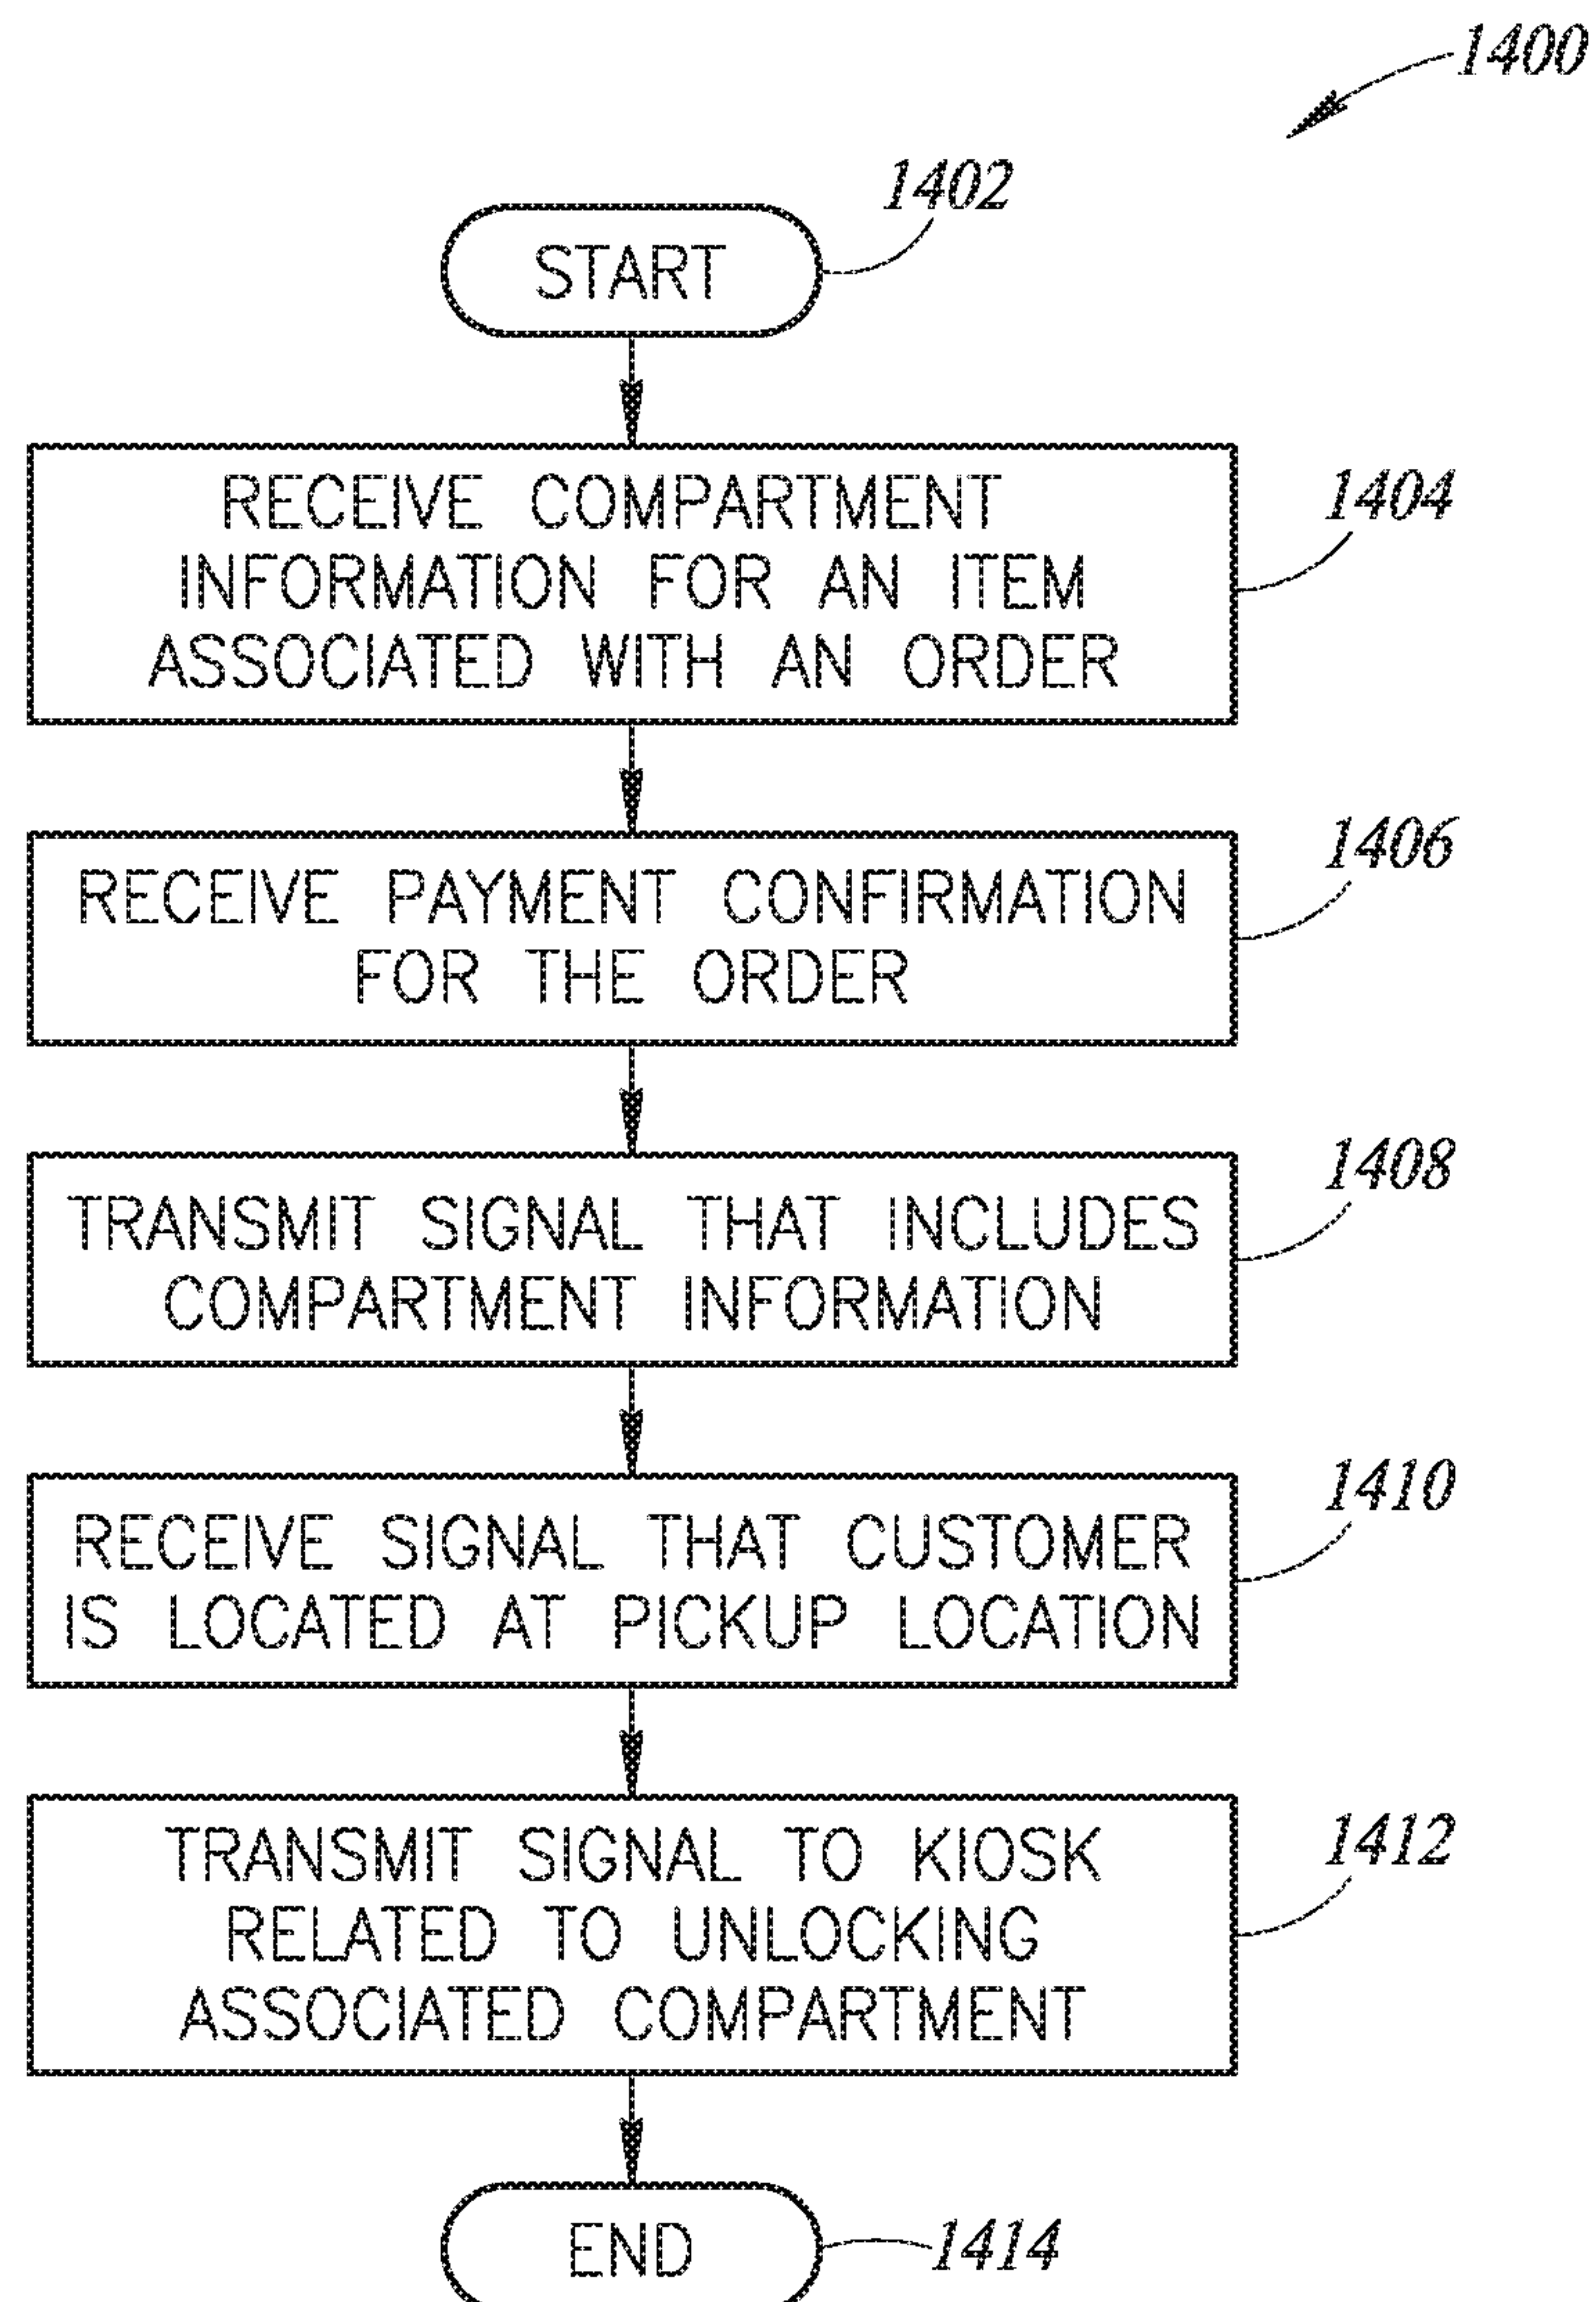 1400
1402
START
RECEIVE COMPARTMENT
INFORMATION FOR AN ITEM
ASSOCIATED WITH AN ORDER
1404
RECEIVE PAYMENT CONFIRMATION
FOR THE ORDER
1406
TRANSMIT SIGNAL THAT INCLUDES
COMPARTMENT INFORMATION
1408
RECEIVE SIGNAL THAT CUSTOMER
IS LOCATED AT PICKUP LOCATION
1410
TRANSMIT SIGNAL TO KIOSK
RELATED TO UNLOCKING
ASSOCIATED COMPARTMENT
1412
END
1414